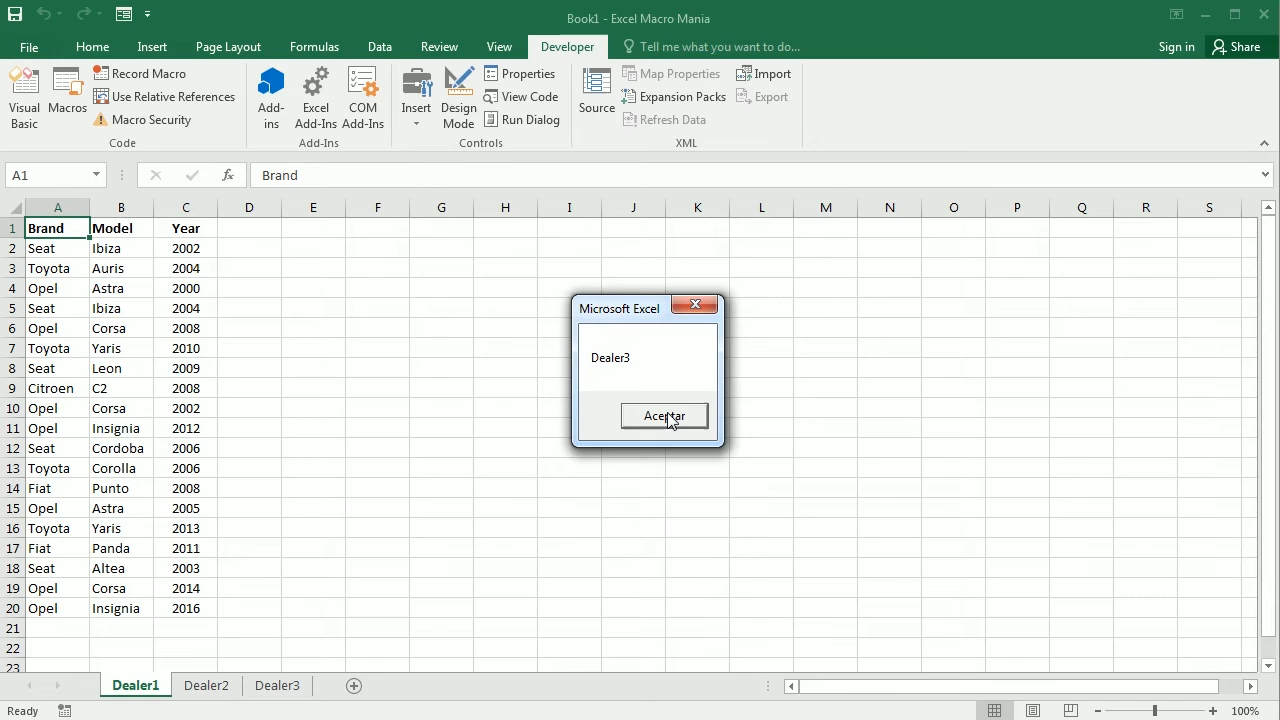 Book1 - Excel Macro Mania
File Home Insert Page Layout Formulas Data Review View Developer Tell me what you want to do... Sign in Share
Visual Basic
Macros
Record Macro
Use Relative References
Macro Security
Code
Add-ins
Excel Add-Ins
COM Add-Ins
Add-Ins
Insert
Design Mode
Properties
View Code
Run Dialog
Controls
Source
Map Properties
Expansion Packs
Refresh Data
Import
Export
XML
A1 fx Brand
A B C D E F G H I J K L M N O P Q R S
1 Brand Model Year
2 Seat Ibiza 2002
3 Toyota Auris 2004
4 Opel Astra 2000
5 Seat Ibiza 2004
6 Opel Corsa 2008
7 Toyota Yaris 2010
8 Seat Leon 2009
9 Citroen C2 2008
10 Opel Corsa 2002
11 Opel Insignia 2012
12 Seat Cordoba 2006
13 Toyota Corolla 2006
14 Fiat Punto 2008
15 Opel Astra 2005
16 Toyota Yaris 2013
17 Fiat Panda 2011
18 Seat Altea 2003
19 Opel Corsa 2014
20 Opel Insignia 2016
21
22
23
Microsoft Excel
Dealer3
Aceptar
Dealer1 Dealer2 Dealer3
Ready 100%